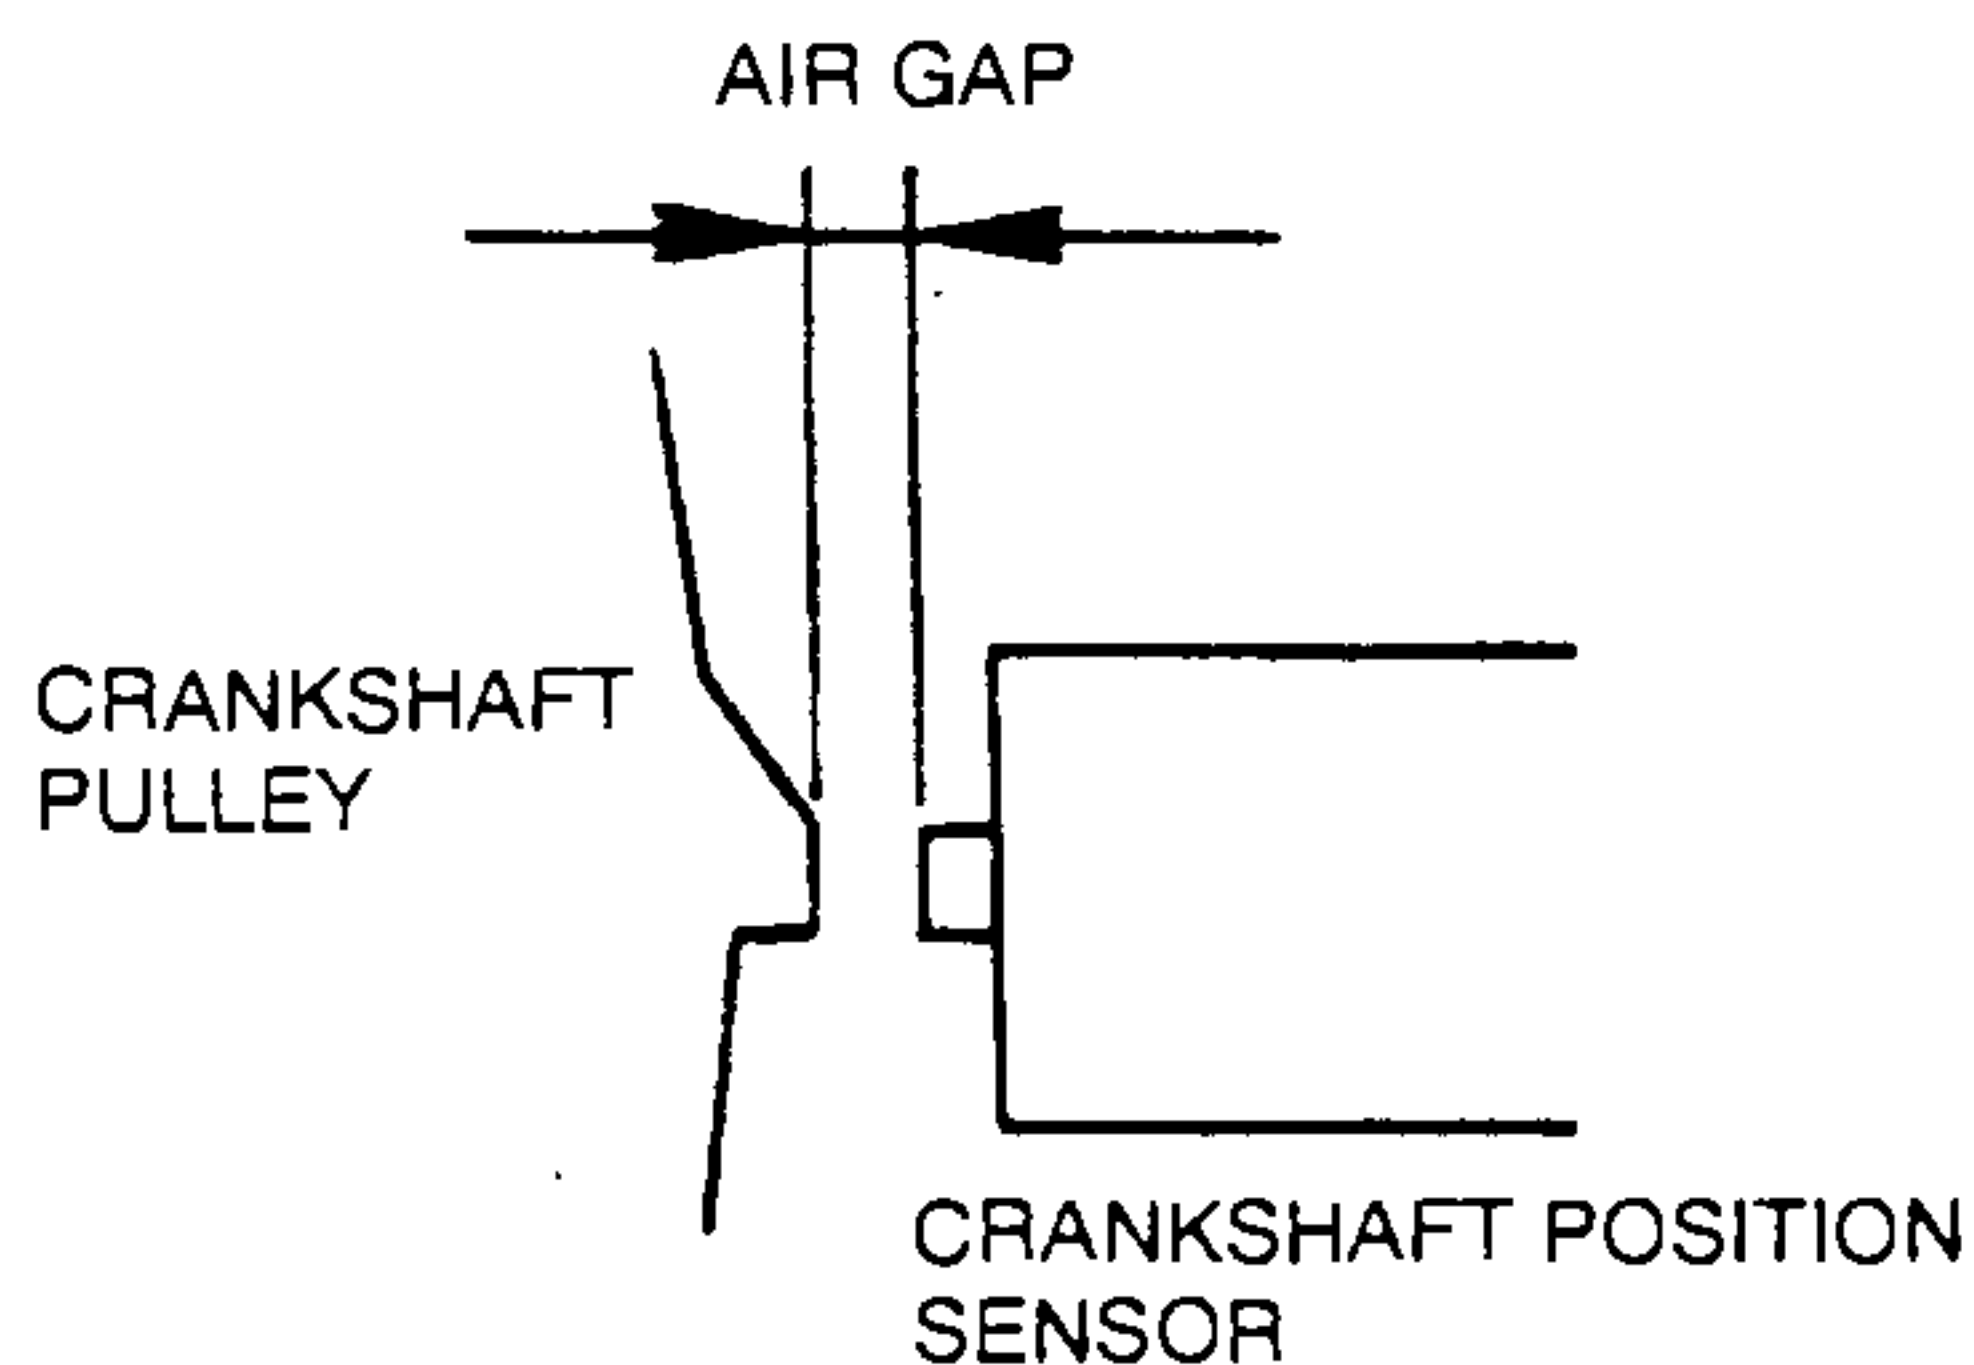 AIR GAP
CRANKSHAFT
PULLEY
CRANKSHAFT POSITION
SENSOR